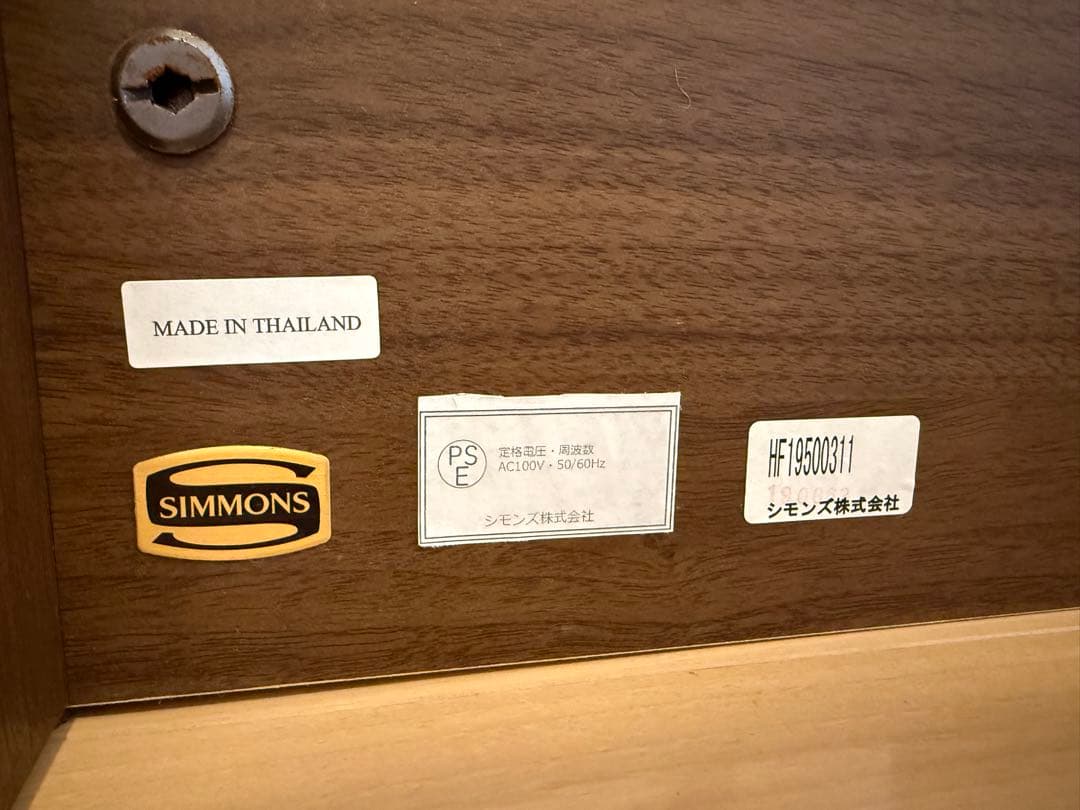 MADE IN THAILAND
SIMMONS
PS
E
定格電圧・周波数
AC100V・50/60Hz
シモンズ株式会社
HF19500311
シモンズ株式会社